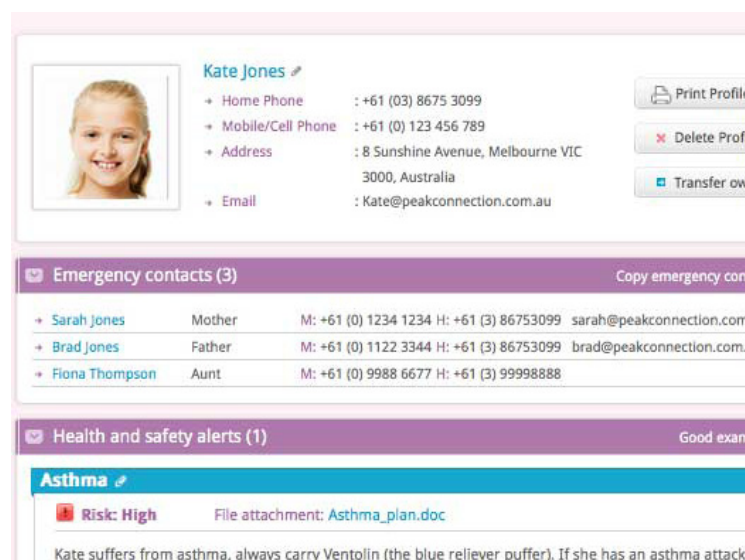 Kate Jones
Home Phone : +61 (03) 8675 3099
Mobile/Cell Phone : +61 (0) 123 456 789
Address : 8 Sunshine Avenue, Melbourne VIC
3000, Australia
Email : Kate@peakconnection.com.au
Print Profile
Delete Prof
Transfer ow
Emergency contacts (3) Copy emergency con
Sarah Jones Mother M: +61 (0) 1234 1234 H: +61 (3) 86753099 sarah@peakconnection.com
Brad Jones Father M: +61 (0) 1122 3344 H: +61 (3) 86753099 brad@peakconnection.com.
Fiona Thompson Aunt M: +61 (0) 9988 6677 H: +61 (3) 99998888
Health and safety alerts (1) Good exam
Asthma
Risk: High File attachment: Asthma_plan.doc
Kate suffers from asthma, always carry Ventolin (the blue reliever puffer). If she has an asthma attack